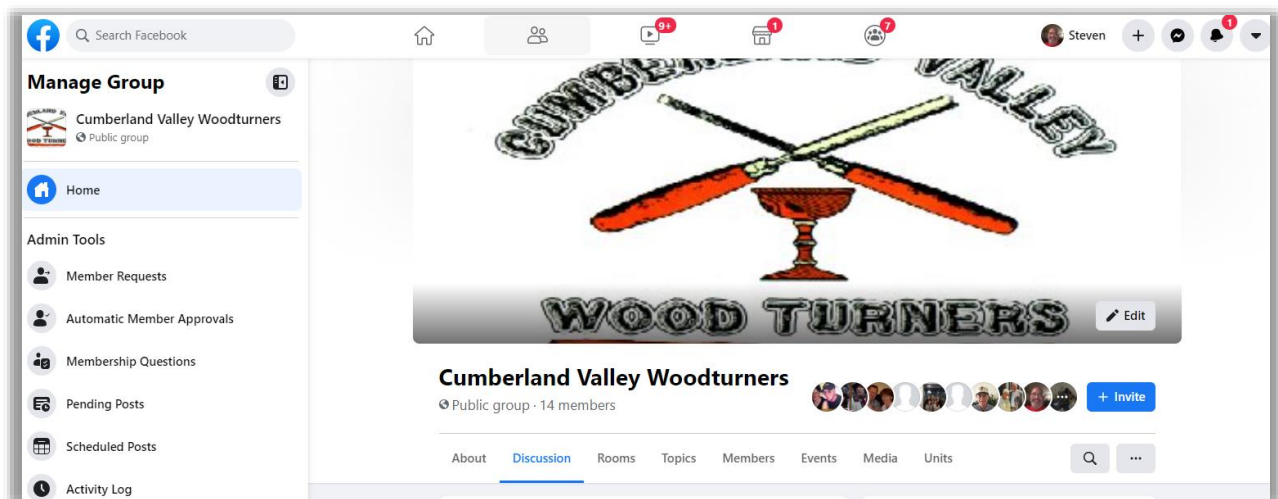 Search Facebook
9+
1
7
Steven
1
Manage Group
Cumberland Valley Woodturners
Public group
Home
Admin Tools
Member Requests
Automatic Member Approvals
Membership Questions
Pending Posts
Scheduled Posts
Activity Log
CUMBERLAND VALLEY
WOOD TURNERS
Edit
Cumberland Valley Woodturners
Public group · 14 members
+ Invite
About Discussion Rooms Topics Members Events Media Units